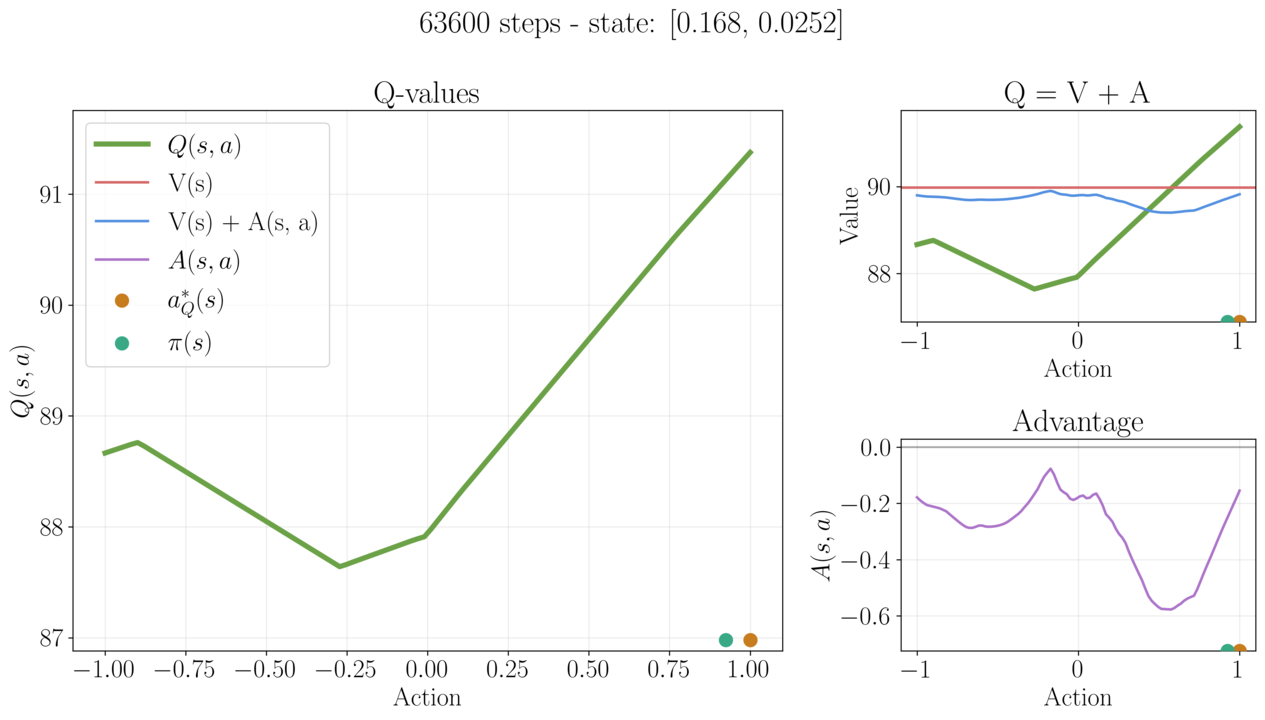 63600 steps - state: [0.168, 0.0252]
Q-values
Q(s, a)
V(s)
V(s) + A(s, a)
A(s, a)
a*Q(s)
π(s)
91
90
89
88
87
Q(s, a)
−1.00 −0.75 −0.50 −0.25 0.00 0.25 0.50 0.75 1.00
Action
Q = V + A
90
88
Value
−1 0 1
Action
Advantage
0.0
−0.2
−0.4
−0.6
A(s, a)
−1 0 1
Action